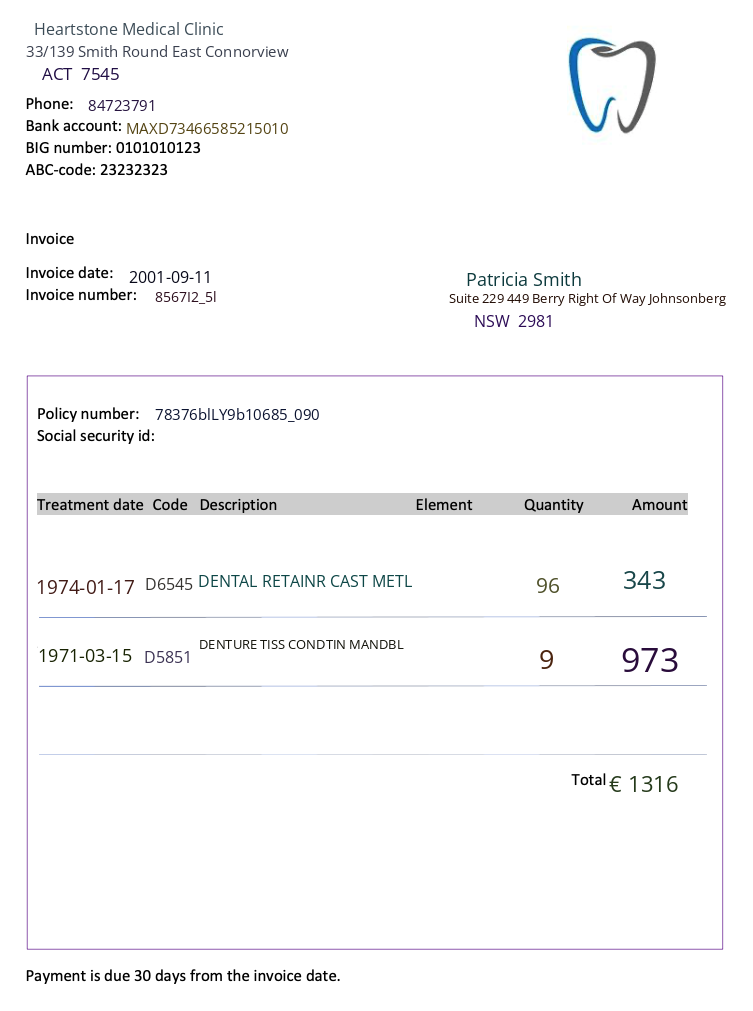 Heartstone Medical Clinic
33/139 Smith Round East Connorview
ACT 7545
Phone: 84723791
Bank account: MAXD73466585215010
BIG number: 0101010123
ABC-code: 23232323
Invoice
Invoice date: 2001-09-11
Invoice number: 8567I2_5l
Patricia Smith
Suite 229 449 Berry Right Of Way Johnsonberg
NSW 2981
Policy number: 78376blLY9b10685_090
Social security id:
Treatment date Code Description Element Quantity Amount
1974-01-17 D6545 DENTAL RETAINR CAST METL 96 343
1971-03-15 D5851 DENTURE TISS CONDTIN MANDBL 9 973
Total € 1316
Payment is due 30 days from the invoice date.